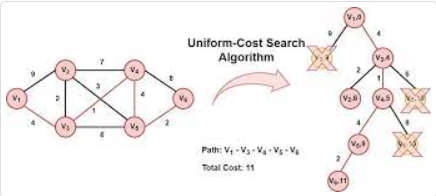 Uniform-Cost Search
Algorithm
V1,0
9
4
V3,4
2
1
6
V2,6
V4,5
4
8
V5,9
2
V6,11
9
7
8
V2
V4
V1
2
3
4
V6
4
1
2
V3
6
V5
Path: V1 - V3 - V4 - V5 - V6
Total Cost: 11